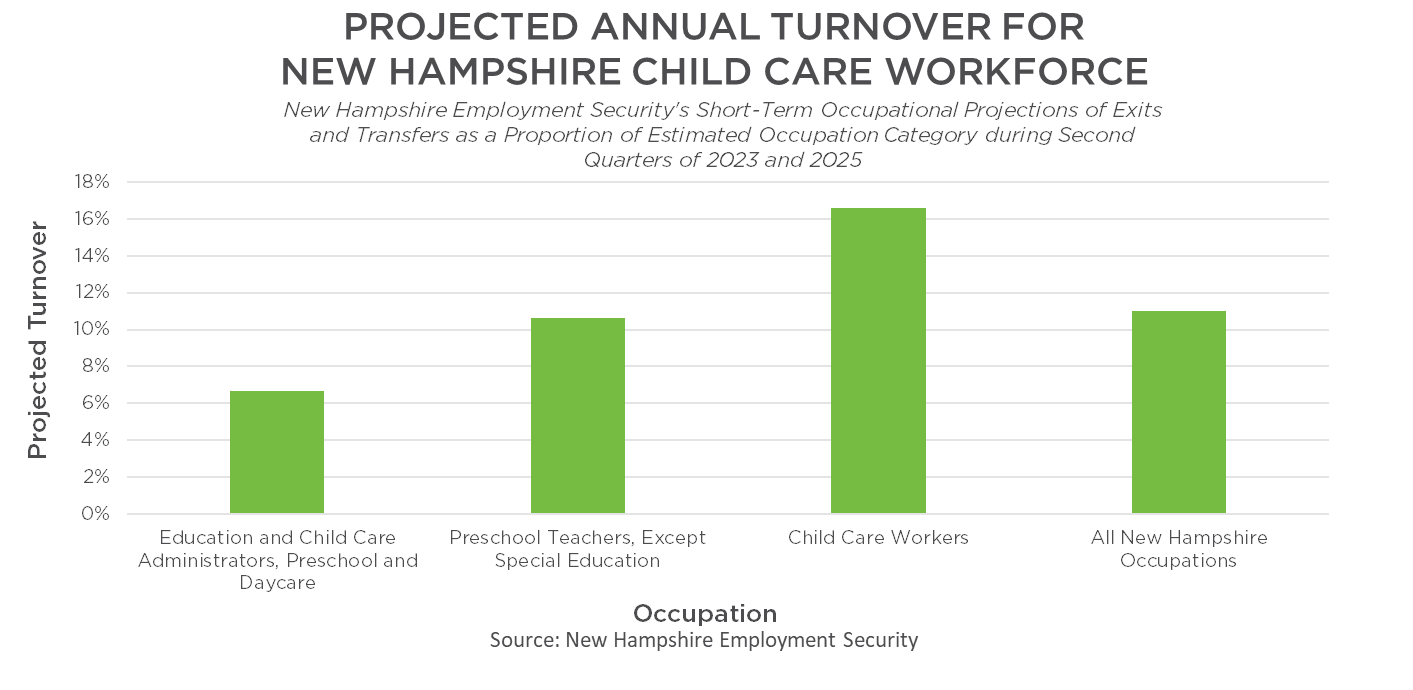 PROJECTED ANNUAL TURNOVER FOR
NEW HAMPSHIRE CHILD CARE WORKFORCE
New Hampshire Employment Security's Short-Term Occupational Projections of Exits
and Transfers as a Proportion of Estimated Occupation Category during Second
Quarters of 2023 and 2025
Projected Turnover
18%
16%
14%
12%
10%
8%
6%
4%
2%
0%
Education and Child Care
Administrators, Preschool and
Daycare
Preschool Teachers, Except
Special Education
Child Care Workers
All New Hampshire
Occupations
Occupation
Source: New Hampshire Employment Security